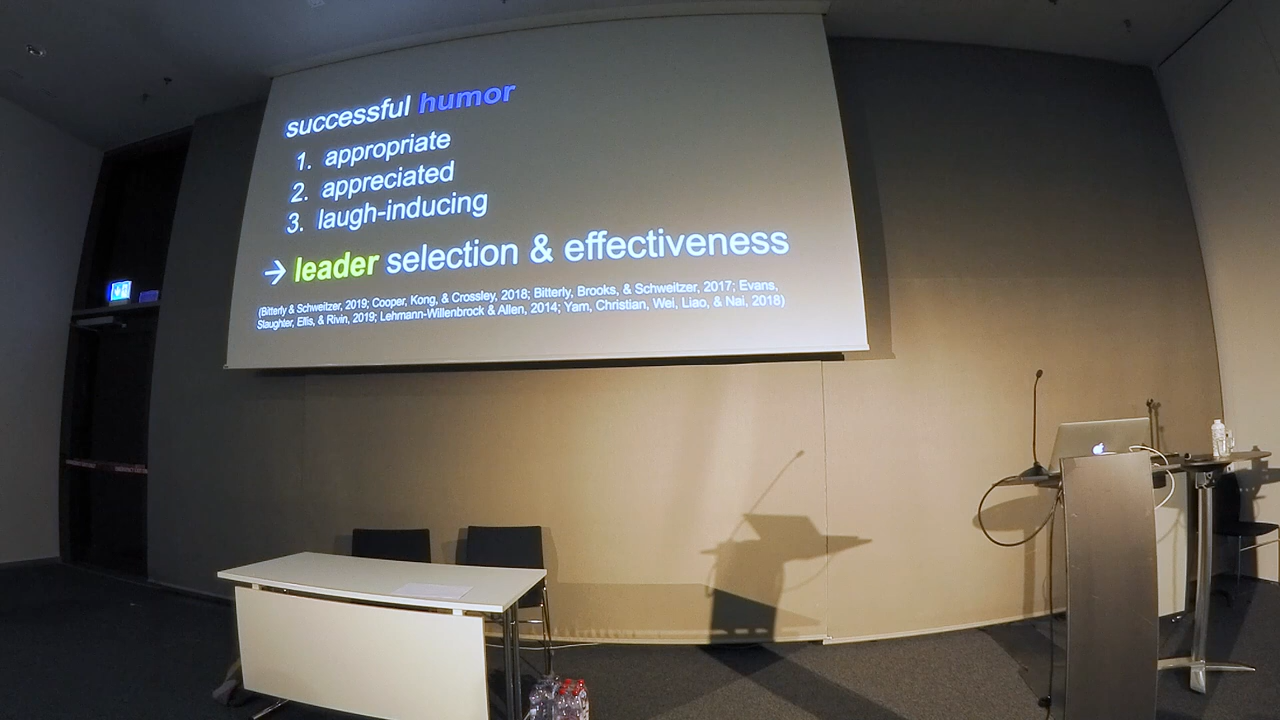 successful humor
1. appropriate
2. appreciated
3. laugh-inducing
→ leader selection & effectiveness
(Bitterly & Schweitzer, 2019; Cooper, Kong, & Crossley, 2018; Bitterly, Brooks, & Schweitzer, 2017; Evans,
Slaughter, Ellis, & Rivin, 2019; Lehmann-Willenbrock & Allen, 2014; Yam, Christian, Wei, Liao, & Nai, 2018)